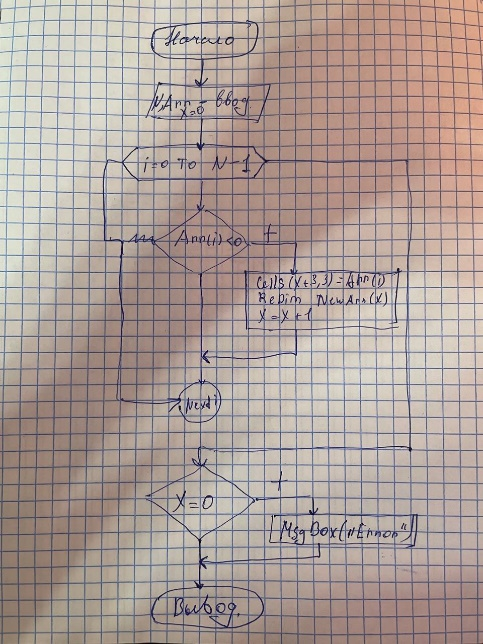 Начало
N, Arr - ввод
X=0
i=0 To N-1
Arr(i)<0
+
Cells(X+3,3)=Arr(i)
ReDim NewArr(X)
X=X+1
Next i
X=0
+
MsgBox("Error")
Вывод.